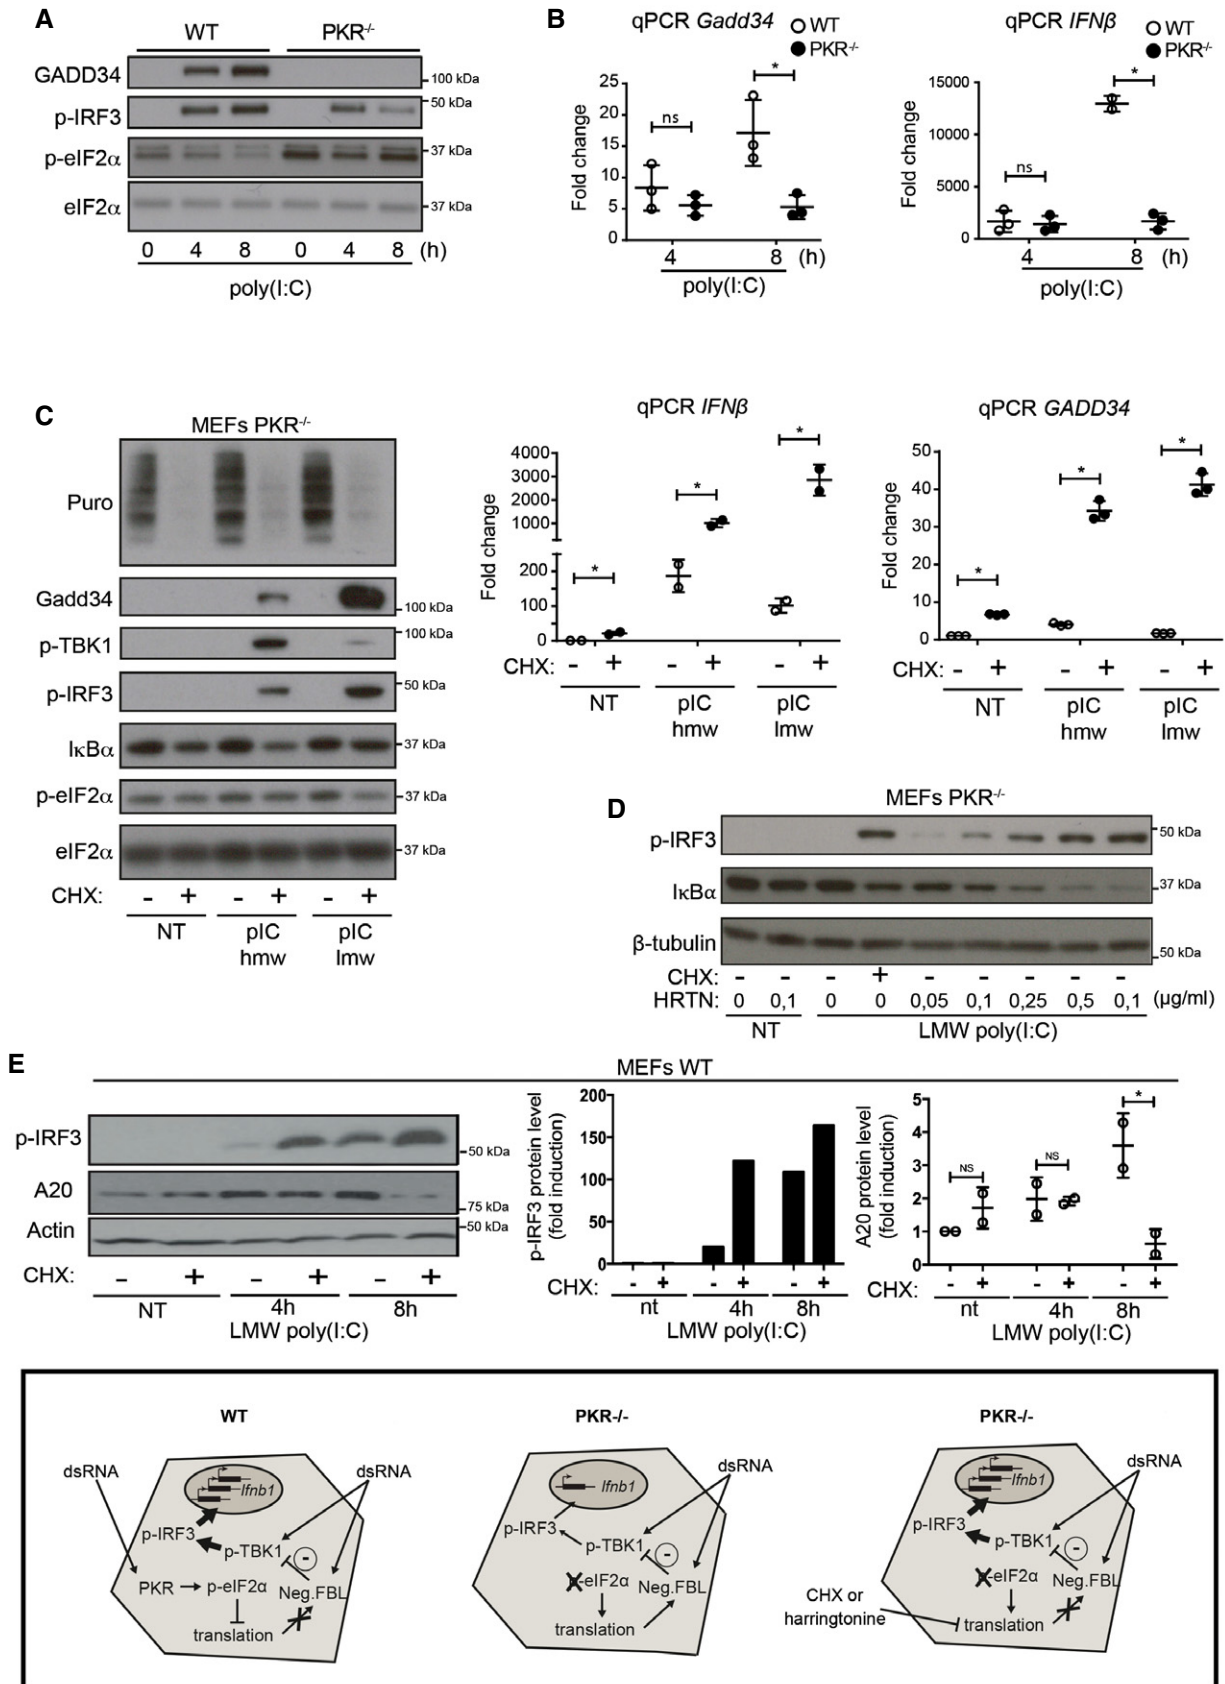 A
WT PKR-/-
GADD34
100 kDa
p-IRF3
50 kDa
p-eIF2α
37 kDa
eIF2α
37 kDa
0 4 8 0 4 8 (h)
poly(I:C)
B
qPCR Gadd34
WT
PKR-/-
Fold change
25
20
15
10
5
0
ns
*
4 8 (h)
poly(I:C)
qPCR IFNβ
WT
PKR-/-
Fold change
15000
10000
5000
0
ns
*
4 8 (h)
poly(I:C)
C
MEFs PKR-/-
Puro
Gadd34
100 kDa
p-TBK1
100 kDa
p-IRF3
50 kDa
IκBα
37 kDa
p-eIF2α
37 kDa
eIF2α
37 kDa
CHX: - + - + - +
NT pIC hmw pIC lmw
qPCR IFNβ
Fold change
4000
3000
2000
1000
200
100
0
* * *
CHX: - + - + - +
NT pIC hmw pIC lmw
qPCR GADD34
Fold change
50
40
30
20
10
0
* * *
CHX: - + - + - +
NT pIC hmw pIC lmw
D
MEFs PKR-/-
p-IRF3
50 kDa
IκBα
37 kDa
β-tubulin
50 kDa
CHX: - - - + - - - - -
HRTN: 0 0,1 0 0 0,05 0,1 0,25 0,5 0,1 (µg/ml)
NT LMW poly(I:C)
E
MEFs WT
p-IRF3
50 kDa
A20
75 kDa
Actin
50 kDa
CHX: - + - + - +
NT 4h 8h
LMW poly(I:C)
p-IRF3 protein level
(fold induction)
200
150
100
50
0
CHX: - + - + - +
nt 4h 8h
LMW poly(I:C)
A20 protein level
(fold induction)
5
4
3
2
1
0
NS NS *
CHX: - + - + - +
nt 4h 8h
LMW poly(I:C)
WT
dsRNA dsRNA
Ifnb1
p-IRF3
p-TBK1 -
PKR p-eIF2α Neg.FBL
translation
PKR-/-
dsRNA
Ifnb1
p-IRF3
p-TBK1 -
p-eIF2α Neg.FBL
translation
PKR-/-
dsRNA
Ifnb1
p-IRF3
p-TBK1 -
p-eIF2α Neg.FBL
CHX or
harringtonine
translation